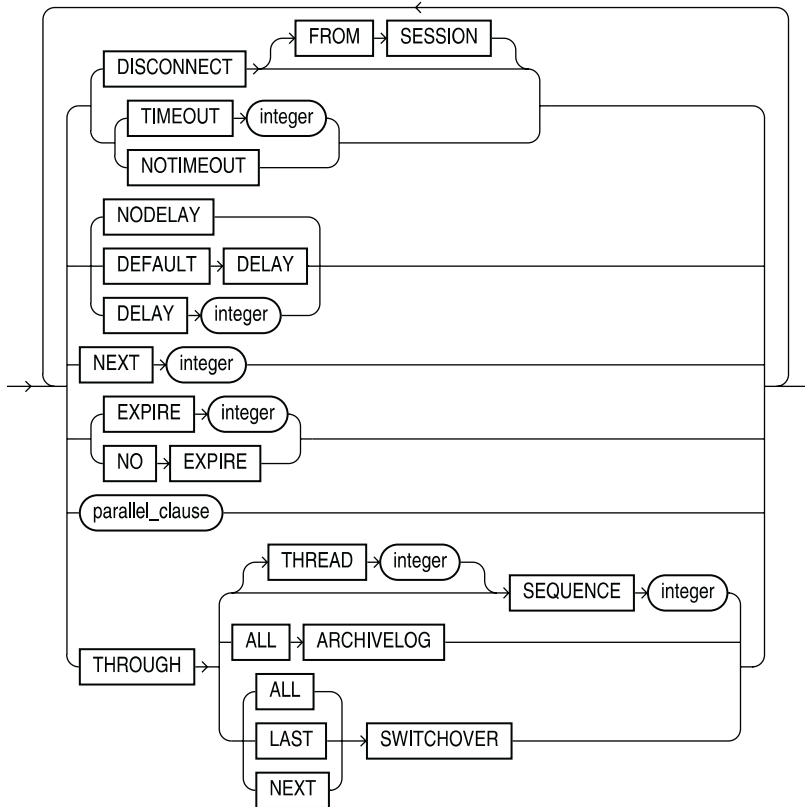 FROM SESSION
DISCONNECT
TIMEOUT integer
NOTIMEOUT
NODELAY
DEFAULT DELAY
DELAY integer
NEXT integer
EXPIRE integer
NO EXPIRE
parallel_clause
THREAD integer
SEQUENCE integer
ALL ARCHIVELOG
THROUGH
ALL
LAST SWITCHOVER
NEXT